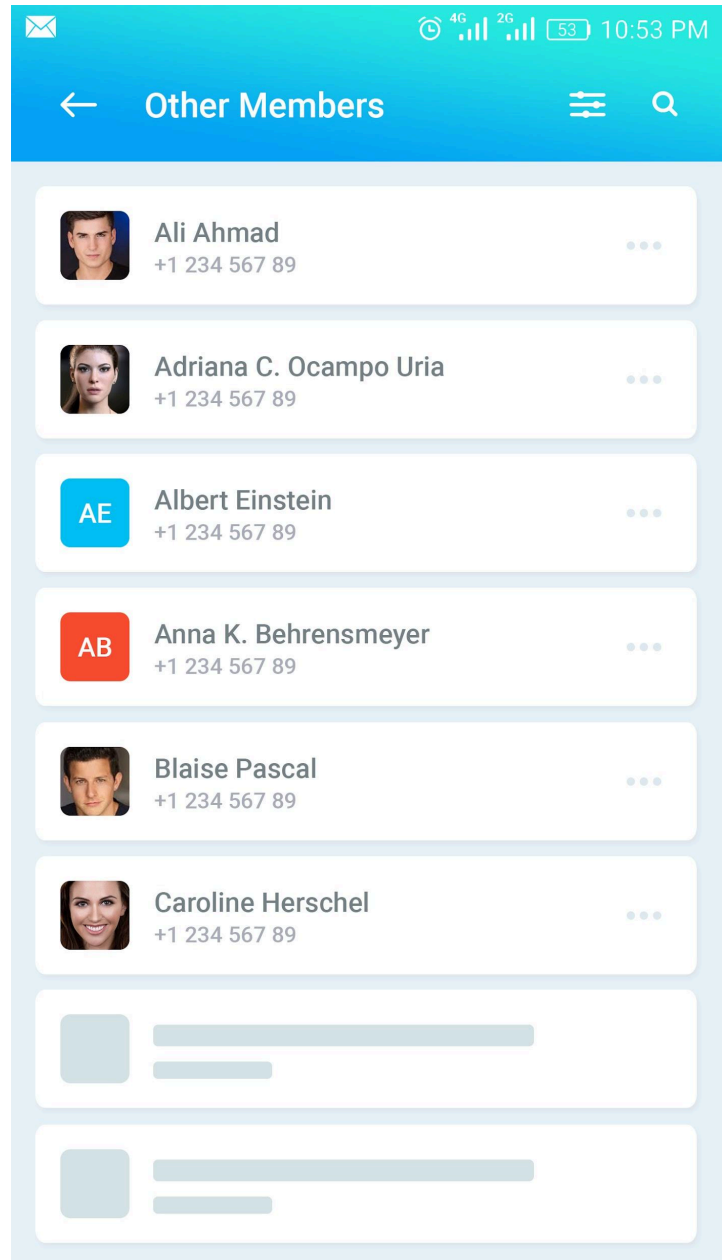 4G 2G 53 10:53 PM
Other Members
Ali Ahmad
+1 234 567 89
Adriana C. Ocampo Uria
+1 234 567 89
AE
Albert Einstein
+1 234 567 89
AB
Anna K. Behrensmeyer
+1 234 567 89
Blaise Pascal
+1 234 567 89
Caroline Herschel
+1 234 567 89